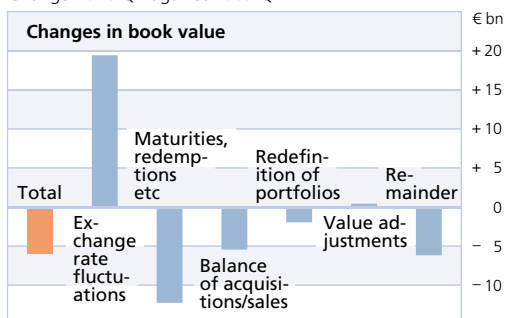 € bn
Changes in book value
+ 20
+ 15
+ 10
+ 5
0
− 5
− 10
Total
Ex-
change
rate
fluctu-
ations
Maturities,
redemp-
tions
etc
Balance
of acquisi-
tions/sales
Redefin-
ition of
portfolios
Value ad-
justments
Re-
mainder